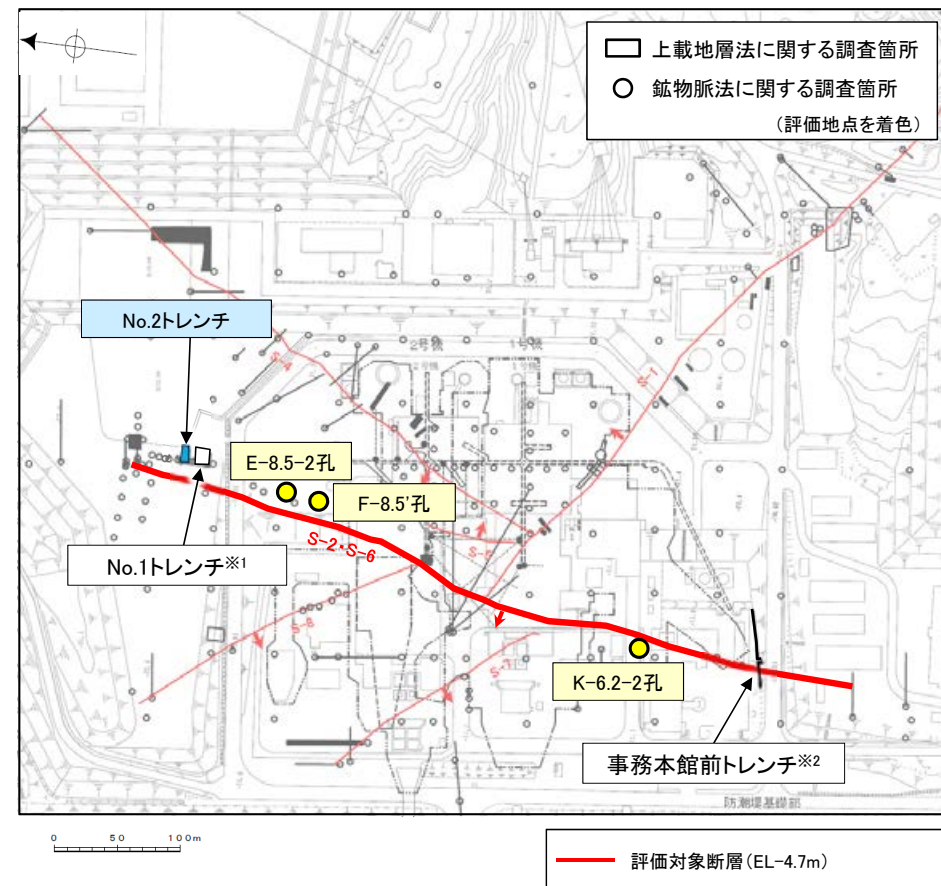 上載地層法に関する調査箇所
鉱物脈法に関する調査箇所
(評価地点を着色)
No.2トレンチ
2号機
1号機
S-4
S-1
E-8.5-2孔
F-8.5’孔
No.1トレンチ※1
S-2・S-6
S-8
S-7
K-6.2-2孔
事務本館前トレンチ※2
防潮堤基礎部
0 50 100m
評価対象断層(EL-4.7m)